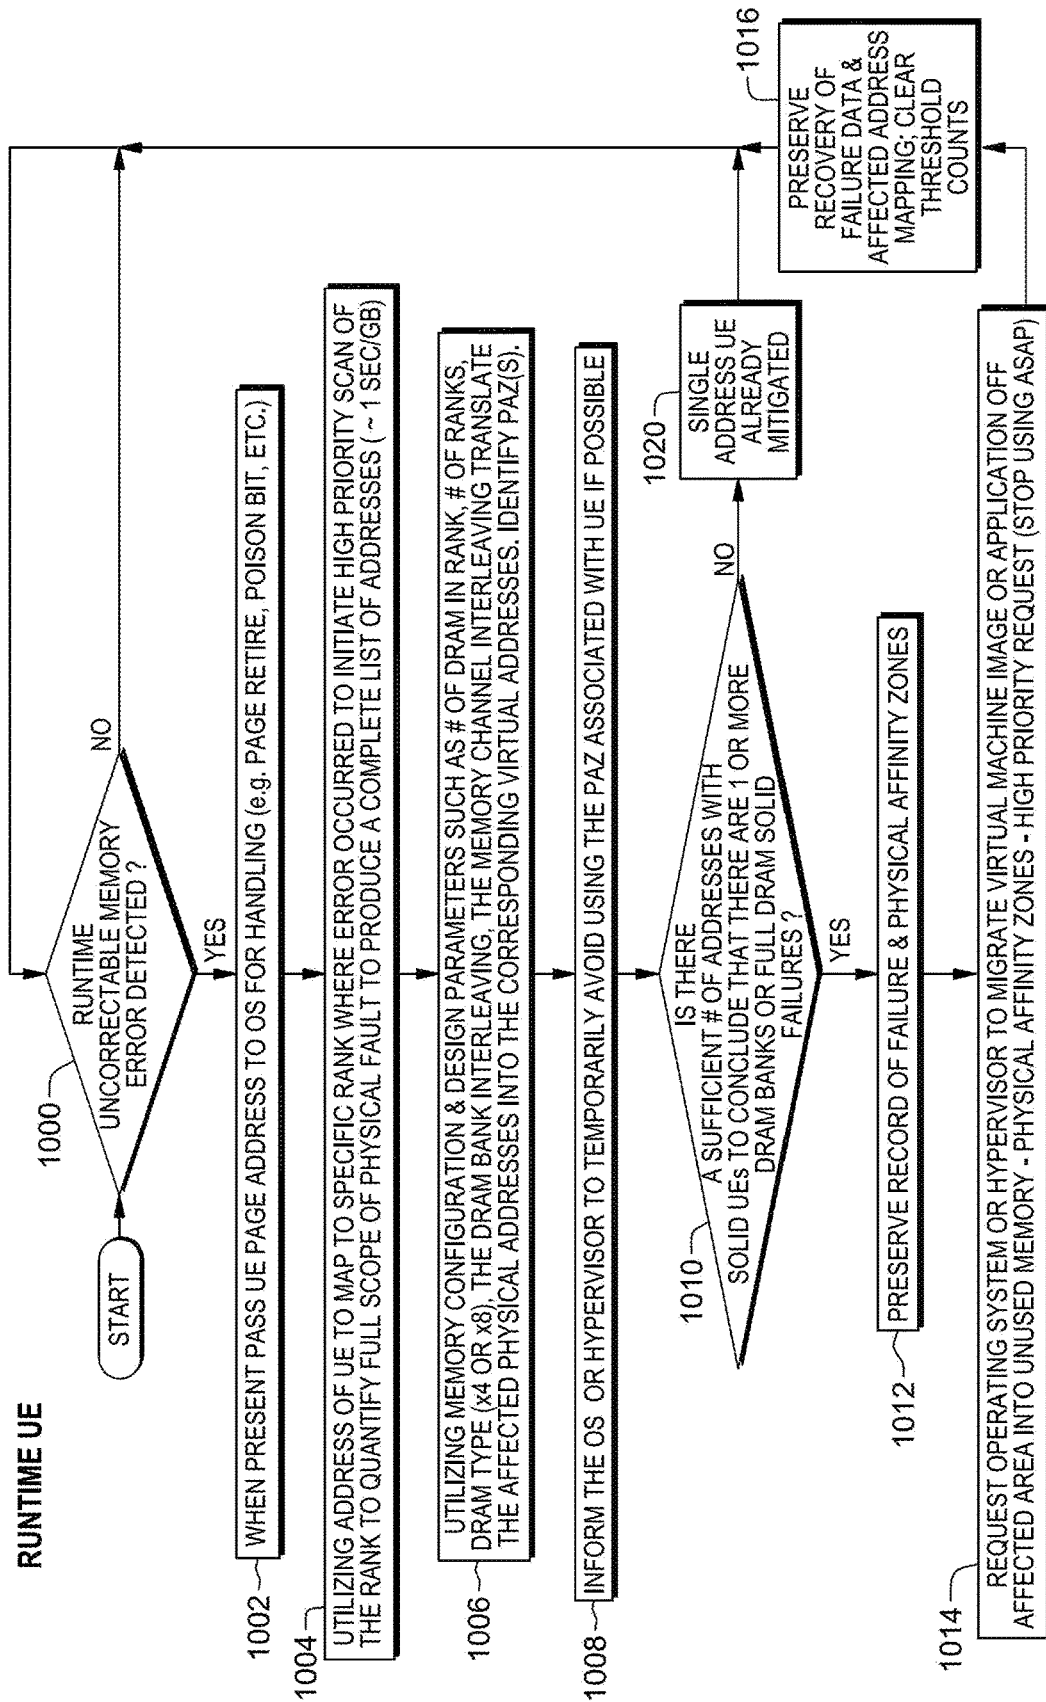 RUNTIME UE
START
1000
RUNTIME
UNCORRECTABLE MEMORY
ERROR DETECTED ?
NO
YES
1002
WHEN PRESENT PASS UE PAGE ADDRESS TO OS FOR HANDLING (e.g. PAGE RETIRE, POISON BIT, ETC.)
1004
UTILIZING ADDRESS OF UE TO MAP TO SPECIFIC RANK WHERE ERROR OCCURRED TO INITIATE HIGH PRIORITY SCAN OF
THE RANK TO QUANTIFY FULL SCOPE OF PHYSICAL FAULT TO PRODUCE A COMPLETE LIST OF ADDRESSES ( ~ 1 SEC/GB)
1006
UTILIZING MEMORY CONFIGURATION & DESIGN PARAMETERS SUCH AS # OF DRAM IN RANK, # OF RANKS,
DRAM TYPE (x4 OR x8), THE DRAM BANK INTERLEAVING, THE MEMORY CHANNEL INTERLEAVING TRANSLATE
THE AFFECTED PHYSICAL ADDRESSES INTO THE CORRESPONDING VIRTUAL ADDRESSES. IDENTIFY PAZ(S).
1008
INFORM THE OS OR HYPERVISOR TO TEMPORARILY AVOID USING THE PAZ ASSOCIATED WITH UE IF POSSIBLE
1010
IS THERE
A SUFFICIENT # OF ADDRESSES WITH
SOLID UEs TO CONCLUDE THAT THERE ARE 1 OR MORE
DRAM BANKS OR FULL DRAM SOLID
FAILURES ?
NO
YES
1020
SINGLE
ADDRESS UE
ALREADY
MITIGATED
1012
PRESERVE RECORD OF FAILURE & PHYSICAL AFFINITY ZONES
1014
REQUEST OPERATING SYSTEM OR HYPERVISOR TO MIGRATE VIRTUAL MACHINE IMAGE OR APPLICATION OFF
AFFECTED AREA INTO UNUSED MEMORY - PHYSICAL AFFINITY ZONES - HIGH PRIORITY REQUEST (STOP USING ASAP)
1016
PRESERVE
RECOVERY OF
FAILURE DATA &
AFFECTED ADDRESS
MAPPING; CLEAR
THRESHOLD
COUNTS